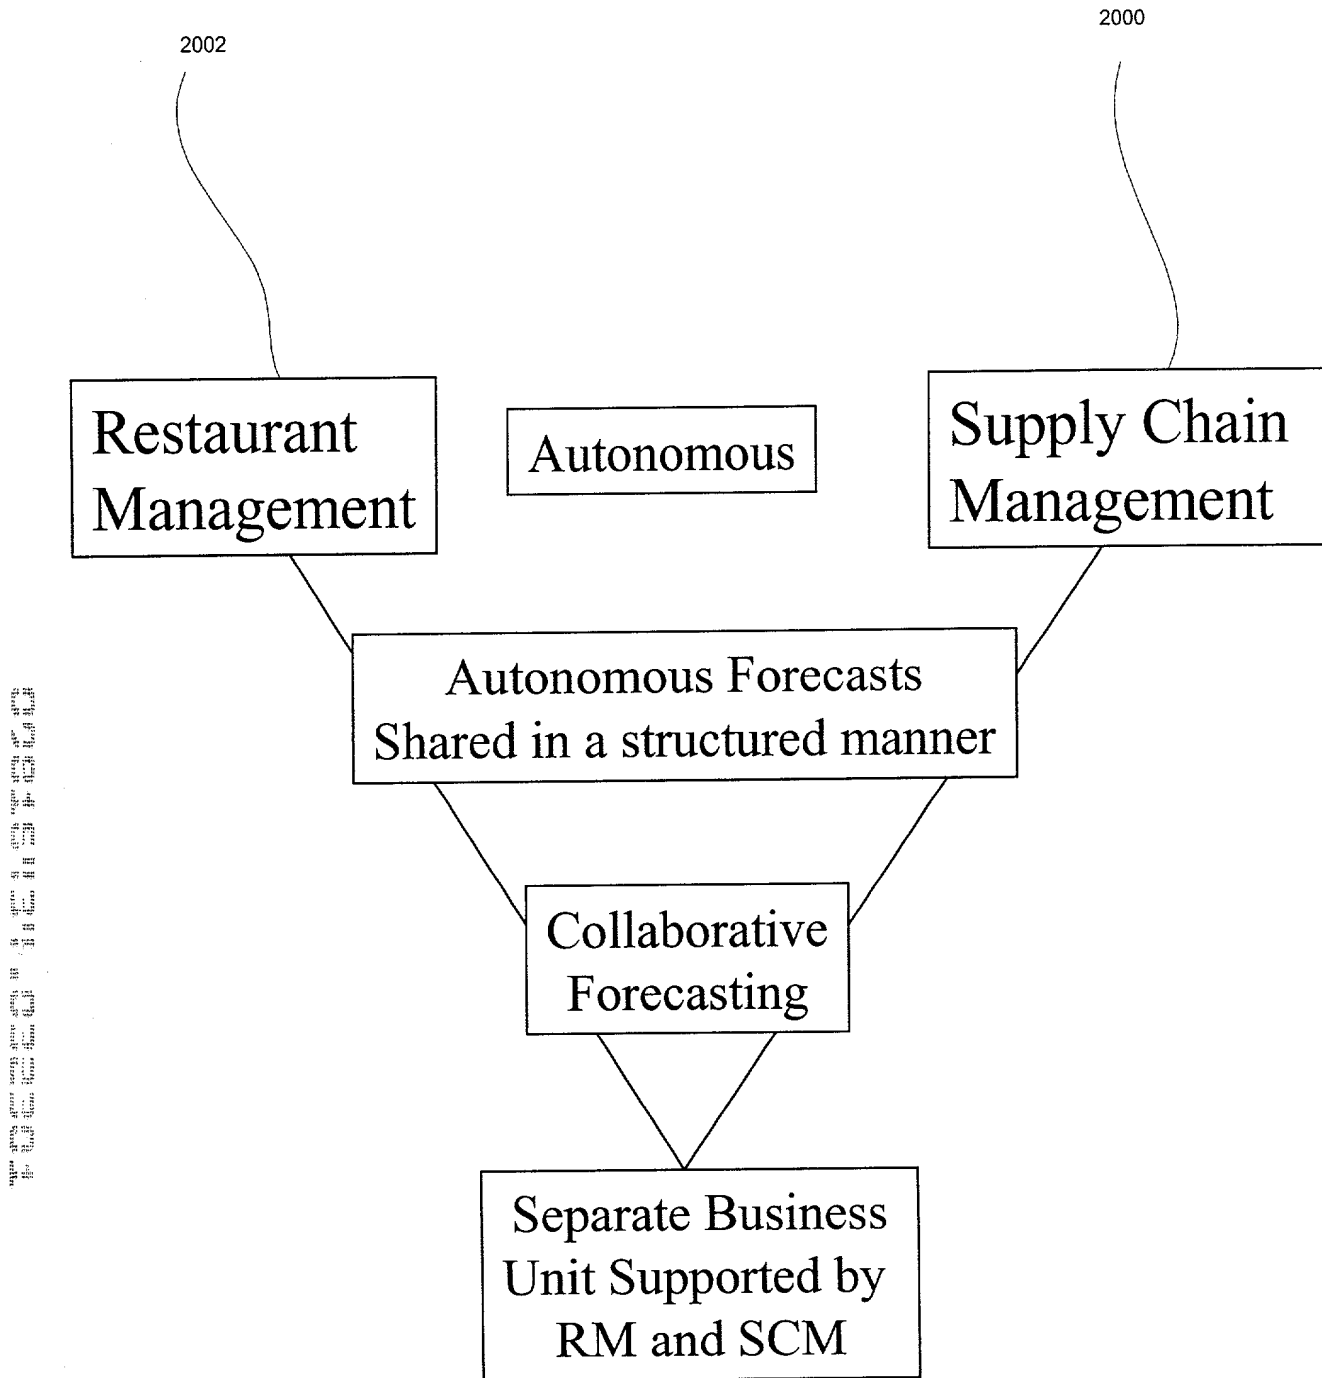 2002
2000
Restaurant
Management
Autonomous
Supply Chain
Management
Autonomous Forecasts
Shared in a structured manner
Collaborative
Forecasting
Separate Business
Unit Supported by
RM and SCM